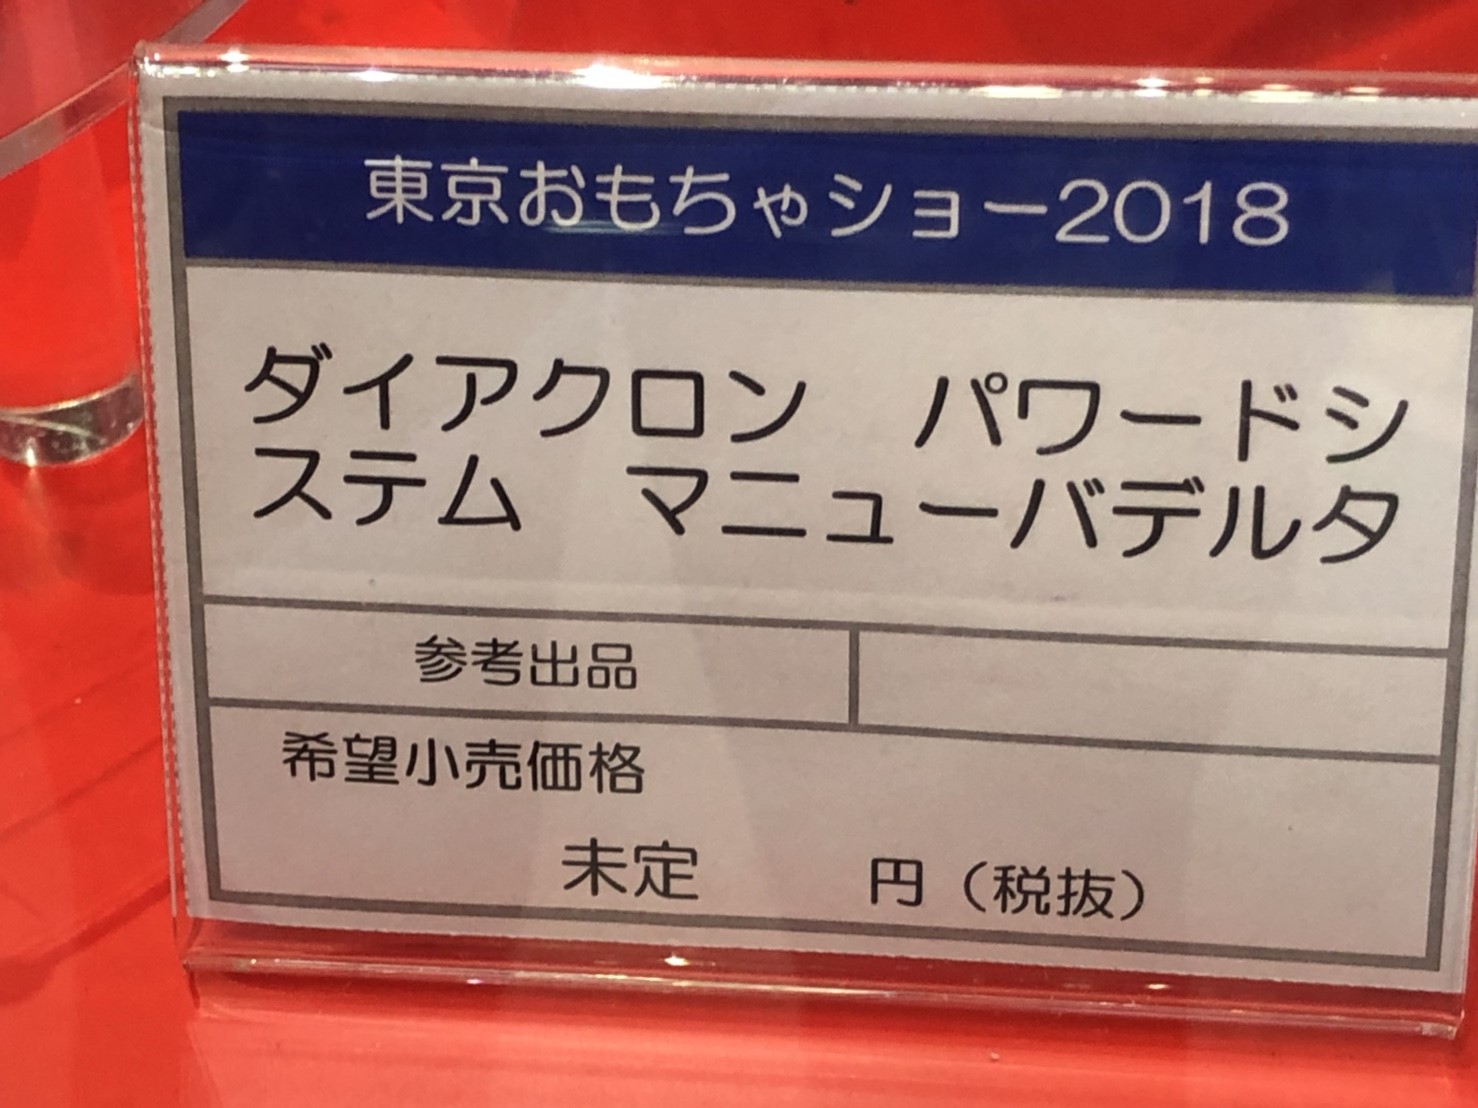 東京おもちゃショー2018
ダイアクロン　パワードシ
ステム　マニューバデルタ
参考出品
希望小売価格
未定　円（税抜）